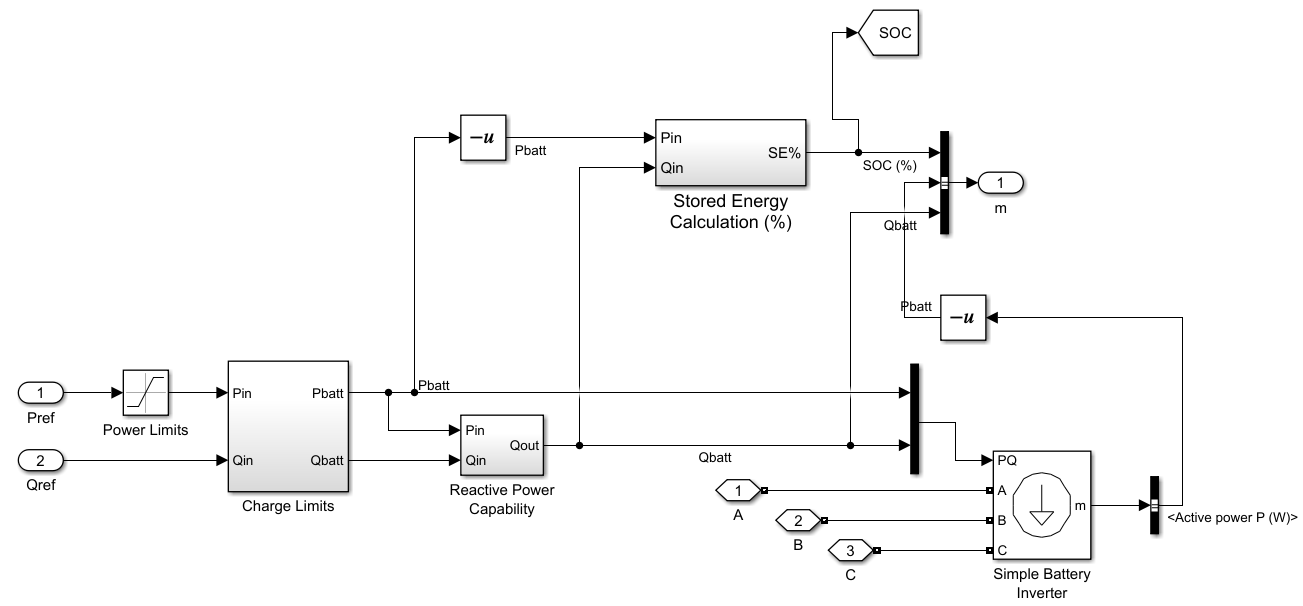 SOC
-u
Pbatt
Pin
Qin
SE%
Stored Energy
Calculation (%)
SOC (%)
1
m
Qbatt
Pbatt
-u
1
Pref
Power Limits
2
Qref
Pin
Qin
Pbatt
Qbatt
Charge Limits
Pbatt
Pin
Qin
Qout
Reactive Power
Capability
Qbatt
1
A
2
B
3
C
PQ
A
B
C
m
Simple Battery
Inverter
<Active power P (W)>